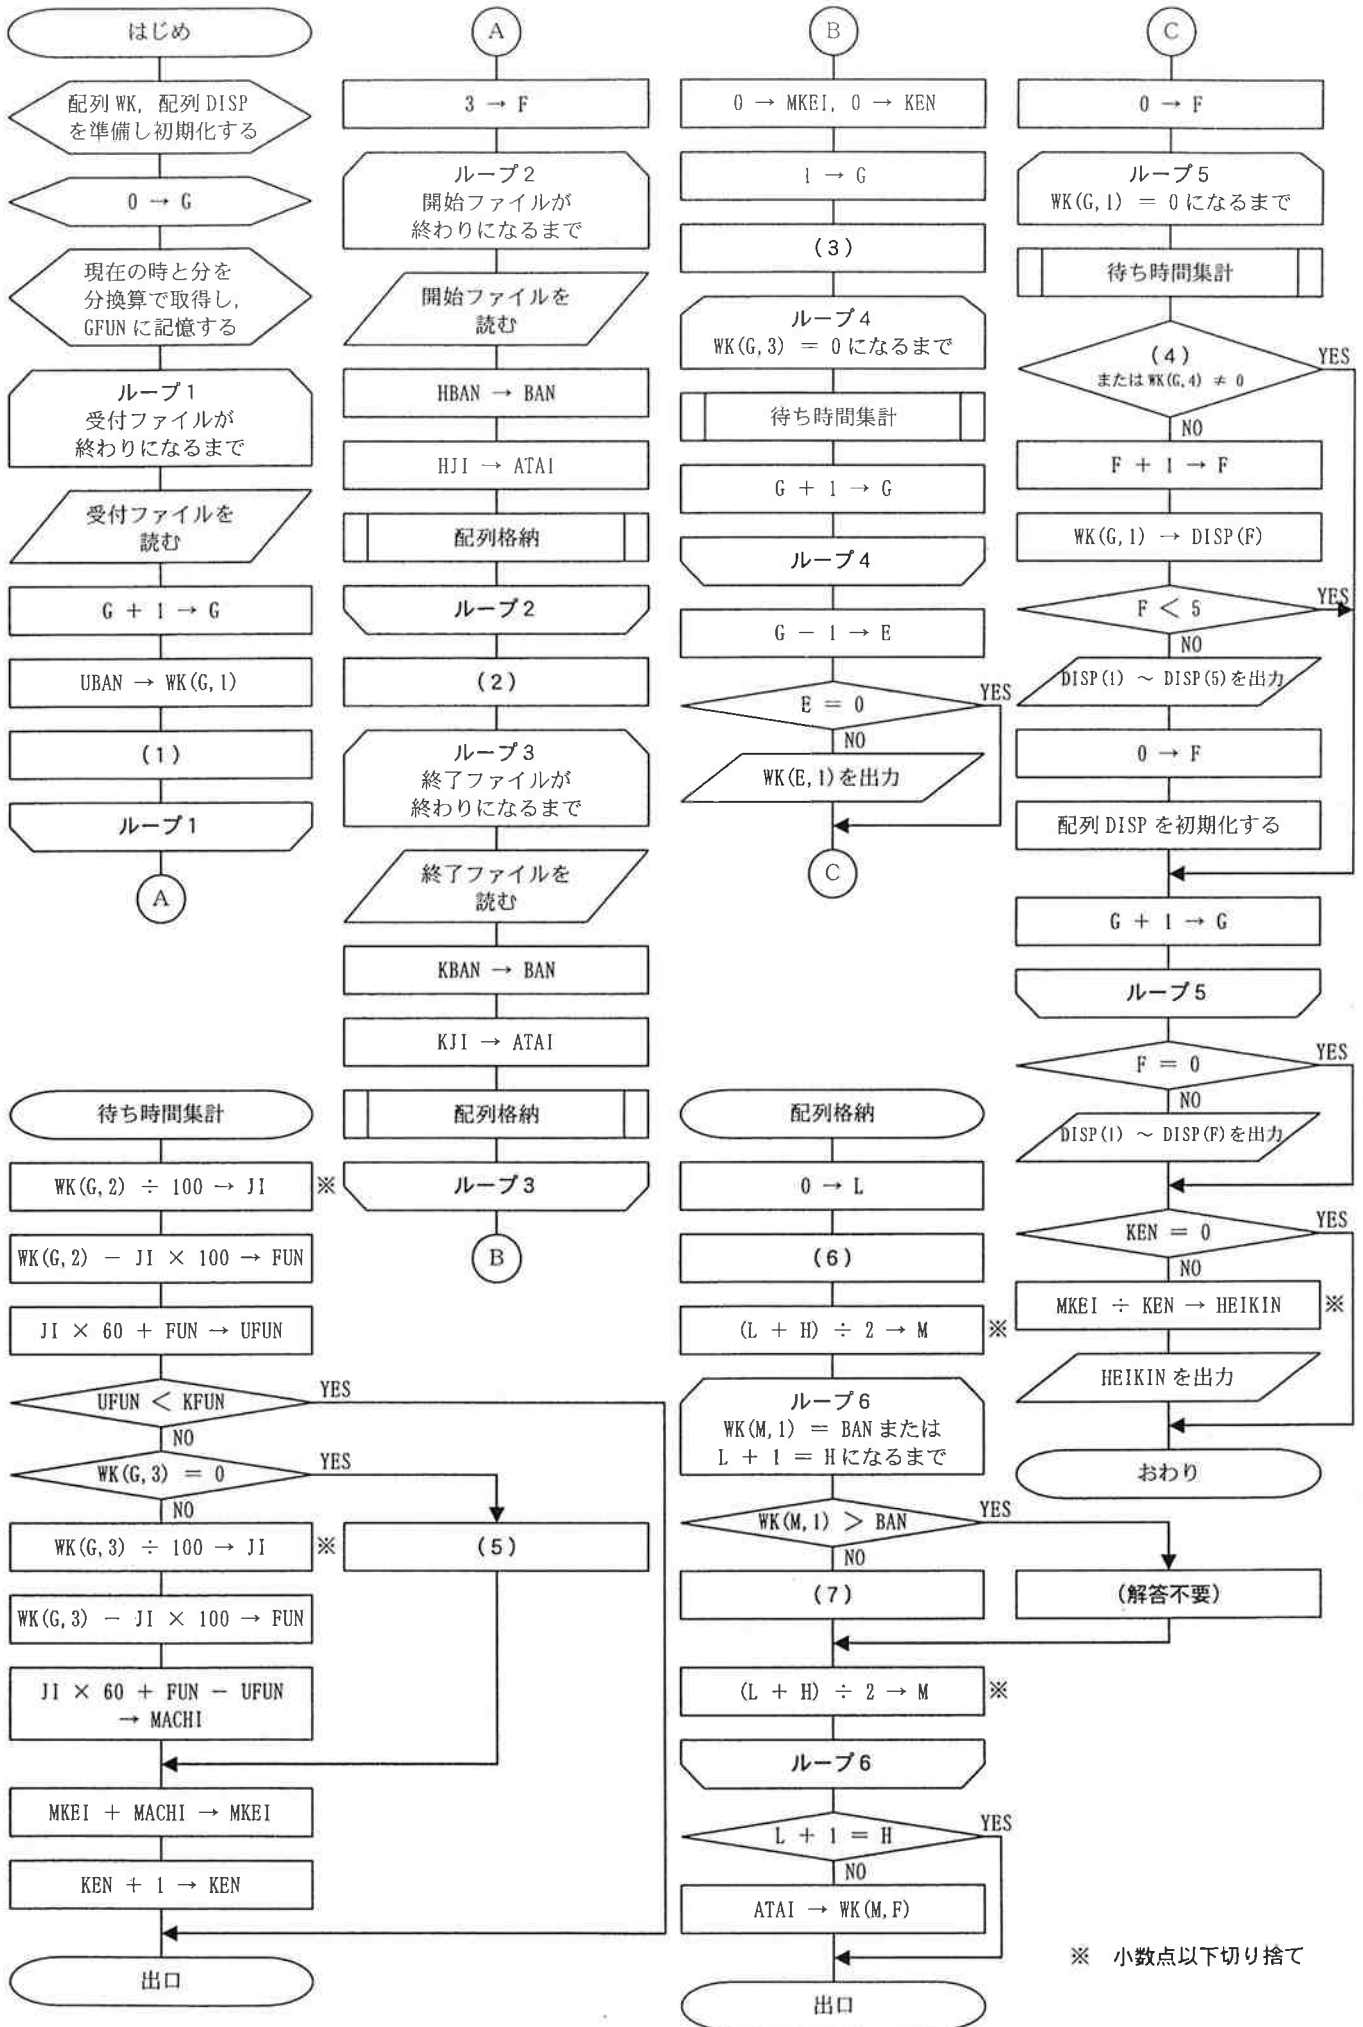 はじめ
配列 WK, 配列 DISP
を準備し初期化する
0 → G
現在の時と分を
分換算で取得し,
GFUN に記憶する
ループ1
受付ファイルが
終わりになるまで
受付ファイルを
読む
G + 1 → G
UBAN → WK(G,1)
(1)
ループ1
A
A
3 → F
ループ2
開始ファイルが
終わりになるまで
開始ファイルを
読む
HBAN → BAN
HJI → ATAI
配列格納
ループ2
(2)
ループ3
終了ファイルが
終わりになるまで
終了ファイルを
読む
KBAN → BAN
KJI → ATAI
配列格納
ループ3
B
B
0 → MKEI, 0 → KEN
1 → G
(3)
ループ4
WK(G,3) = 0 になるまで
待ち時間集計
G + 1 → G
ループ4
G − 1 → E
E = 0
YES
NO
WK(E,1)を出力
C
C
0 → F
ループ5
WK(G,1) = 0 になるまで
待ち時間集計
(4)
または WK(G,4) ≠ 0
YES
NO
F + 1 → F
WK(G,1) → DISP(F)
F < 5
YES
NO
DISP(1) ～ DISP(5)を出力
0 → F
配列 DISP を初期化する
G + 1 → G
ループ5
F = 0
YES
NO
DISP(1) ～ DISP(F)を出力
KEN = 0
YES
NO
MKEI ÷ KEN → HEIKIN
※
HEIKIN を出力
おわり
待ち時間集計
WK(G,2) ÷ 100 → JI
※
WK(G,2) − JI × 100 → FUN
JI × 60 + FUN → UFUN
UFUN < KFUN
YES
NO
WK(G,3) = 0
YES
NO
WK(G,3) ÷ 100 → JI
※
(5)
WK(G,3) − JI × 100 → FUN
JI × 60 + FUN − UFUN
→ MACHI
MKEI + MACHI → MKEI
KEN + 1 → KEN
出口
配列格納
0 → L
(6)
(L + H) ÷ 2 → M
※
ループ6
WK(M,1) = BAN または
L + 1 = H になるまで
WK(M,1) > BAN
YES
NO
(7)
(解答不要)
(L + H) ÷ 2 → M
※
ループ6
L + 1 = H
YES
NO
ATAI → WK(M,F)
出口
※ 小数点以下切り捨て